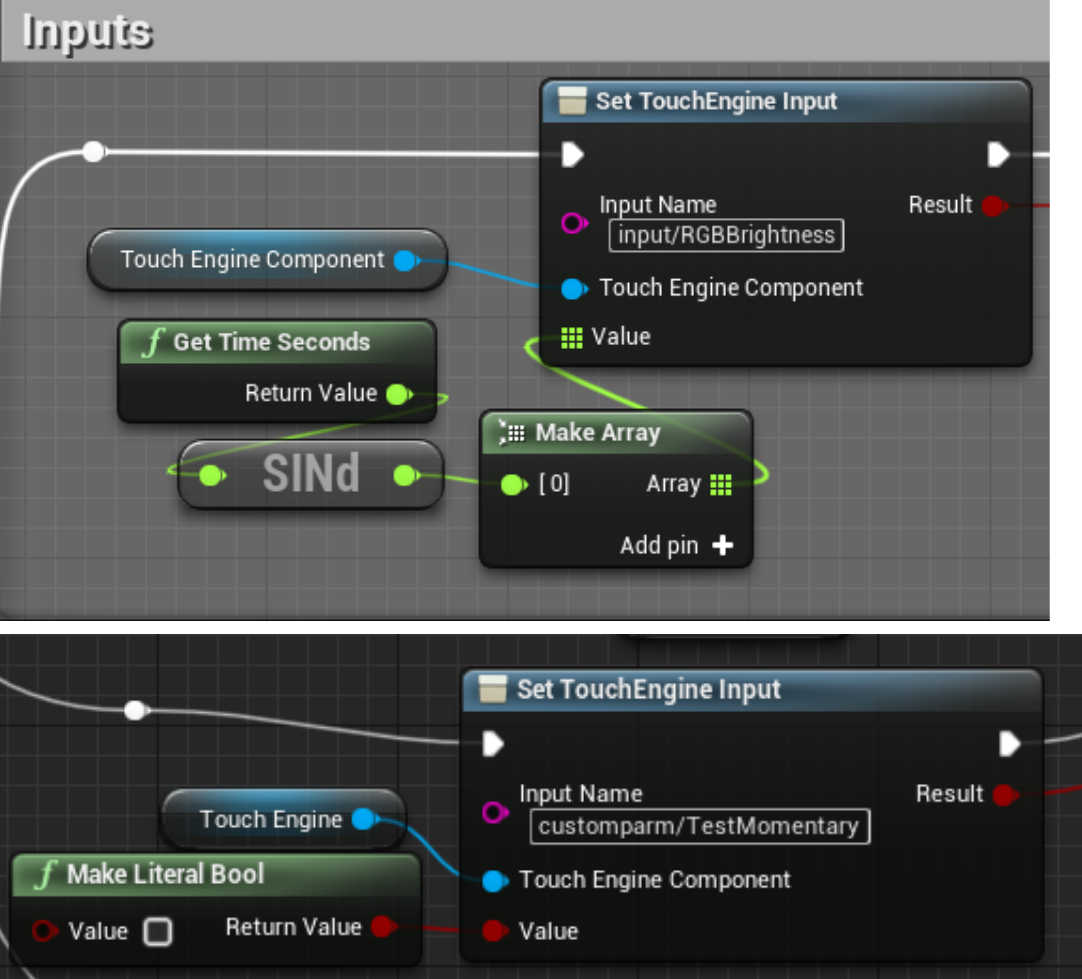 Inputs
Set TouchEngine Input
Input Name
input/RGBBrightness
Result
Touch Engine Component
Touch Engine Component
Value
f Get Time Seconds
Return Value
SINd
Make Array
[ 0]
Array
Add pin +
Set TouchEngine Input
Input Name
customparm/TestMomentary
Result
Touch Engine
Touch Engine Component
f Make Literal Bool
Value
Return Value
Value